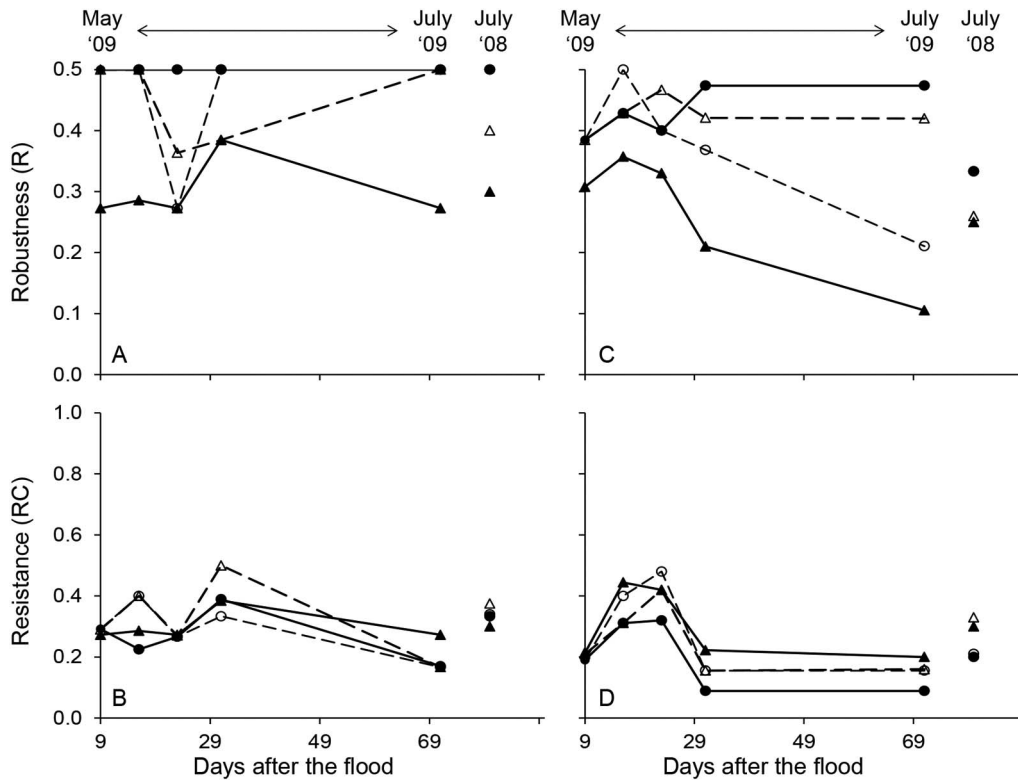 May
‘09
July
‘09
July
‘08
May
‘09
July
‘09
July
‘08
Robustness (R)
0.5
0.4
0.3
0.2
0.1
0.0
A
C
Resistance (RC)
1.0
0.8
0.6
0.4
0.2
0.0
B
D
9
29
49
69
9
29
49
69
Days after the flood
Days after the flood